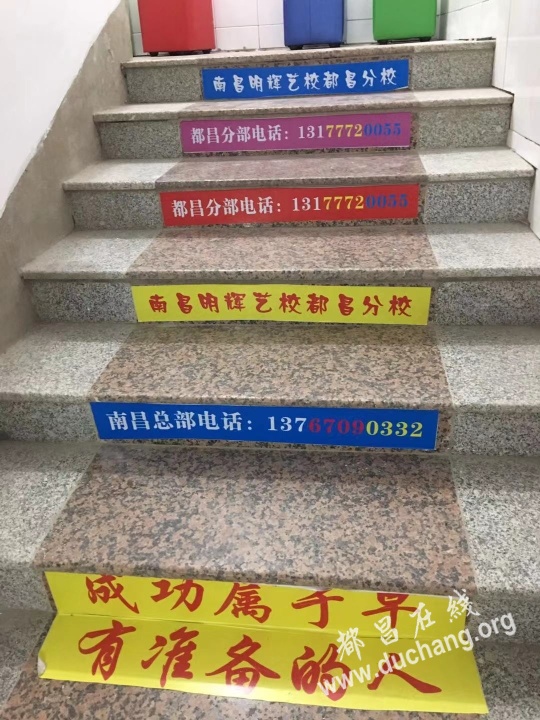 南昌明辉艺校都昌分校
都昌分部电话：13177720055
都昌分部电话：13177720055
南昌明辉艺校都昌分校
南昌总部电话：13767090332
成功属于早
有准备的人
都昌在线
www.duchang.org